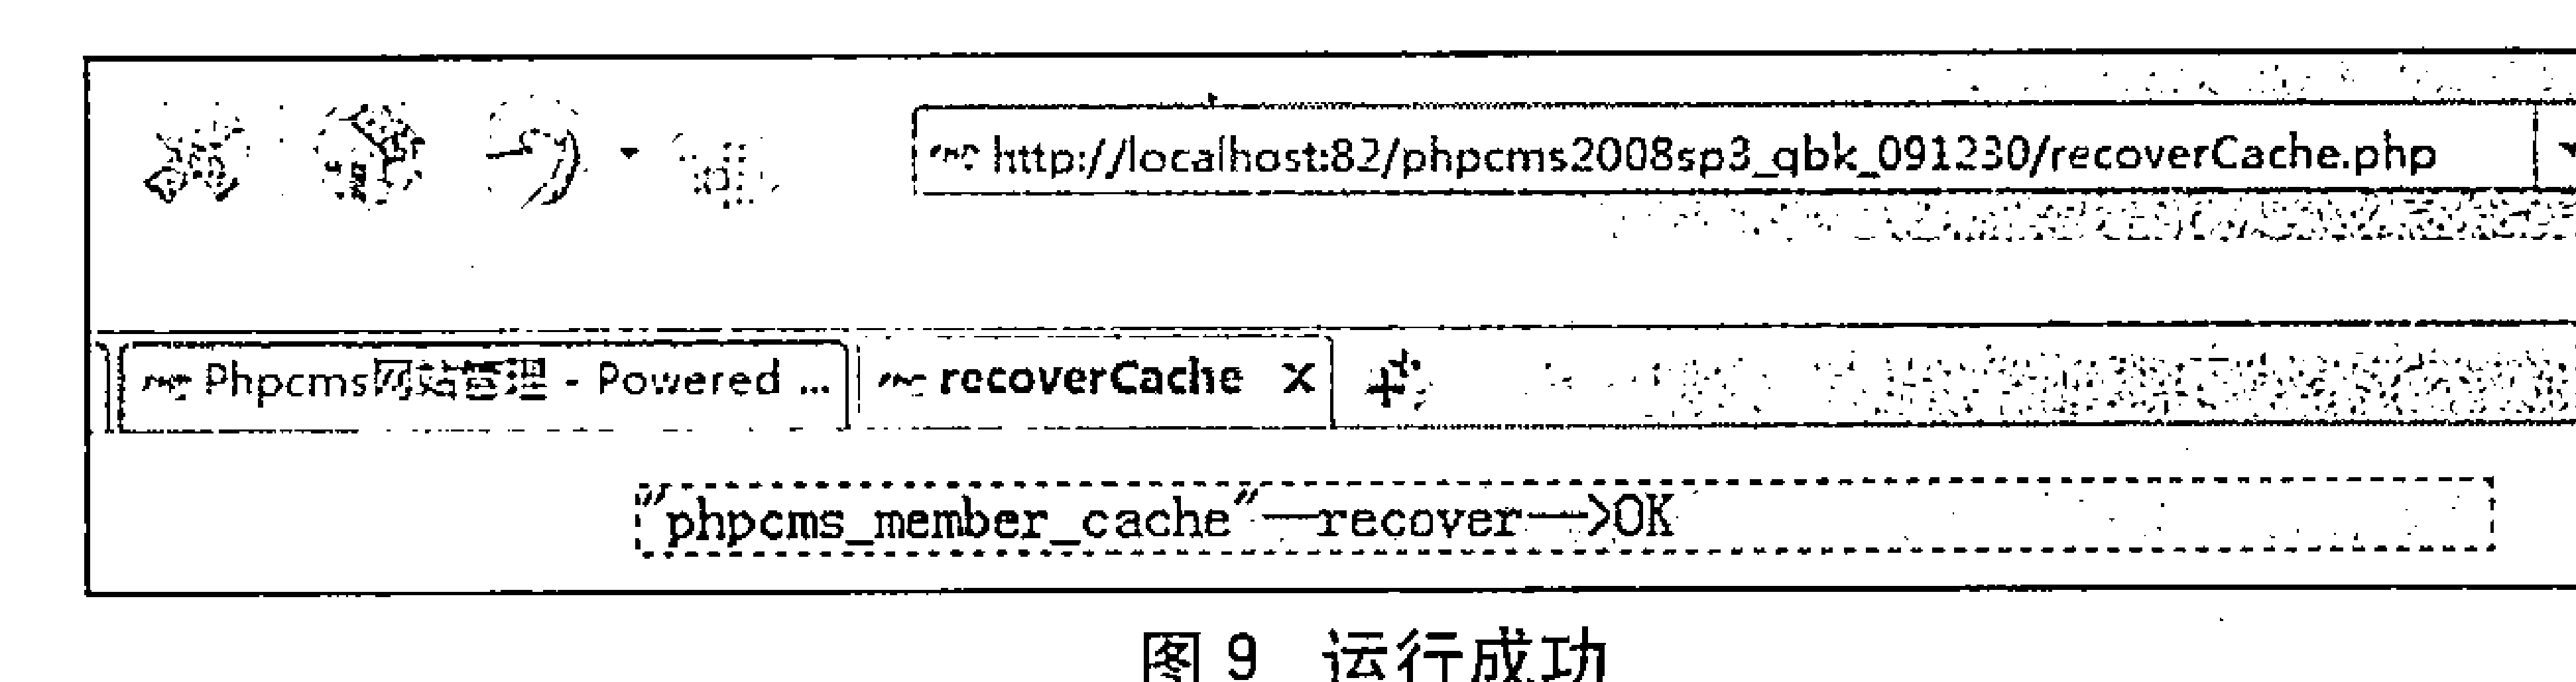 http://localhost:82/phpcms2008sp3_gbk_091230/recoverCache.php
Phpcms网站管理 - Powered ...
recoverCache X
"phpcms_member_cache"—recover—>OK
图 9 运行成功